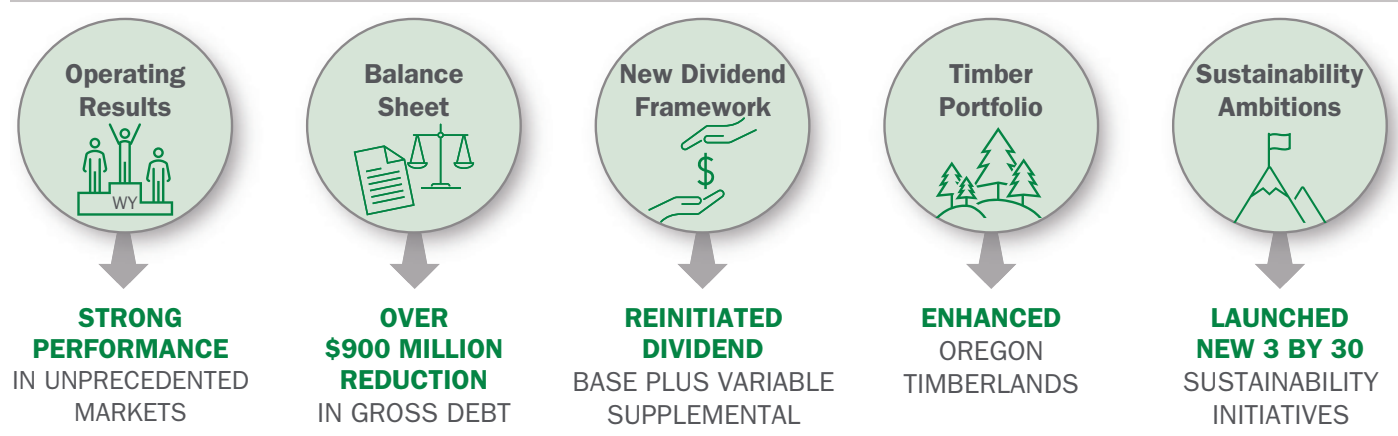 Operating
Results
WY
STRONG
PERFORMANCE
IN UNPRECEDENTED
MARKETS
Balance
Sheet
OVER
$900 MILLION
REDUCTION
IN GROSS DEBT
New Dividend
Framework
$
REINITIATED
DIVIDEND
BASE PLUS VARIABLE
SUPPLEMENTAL
Timber
Portfolio
ENHANCED
OREGON
TIMBERLANDS
Sustainability
Ambitions
LAUNCHED
NEW 3 BY 30
SUSTAINABILITY
INITIATIVES